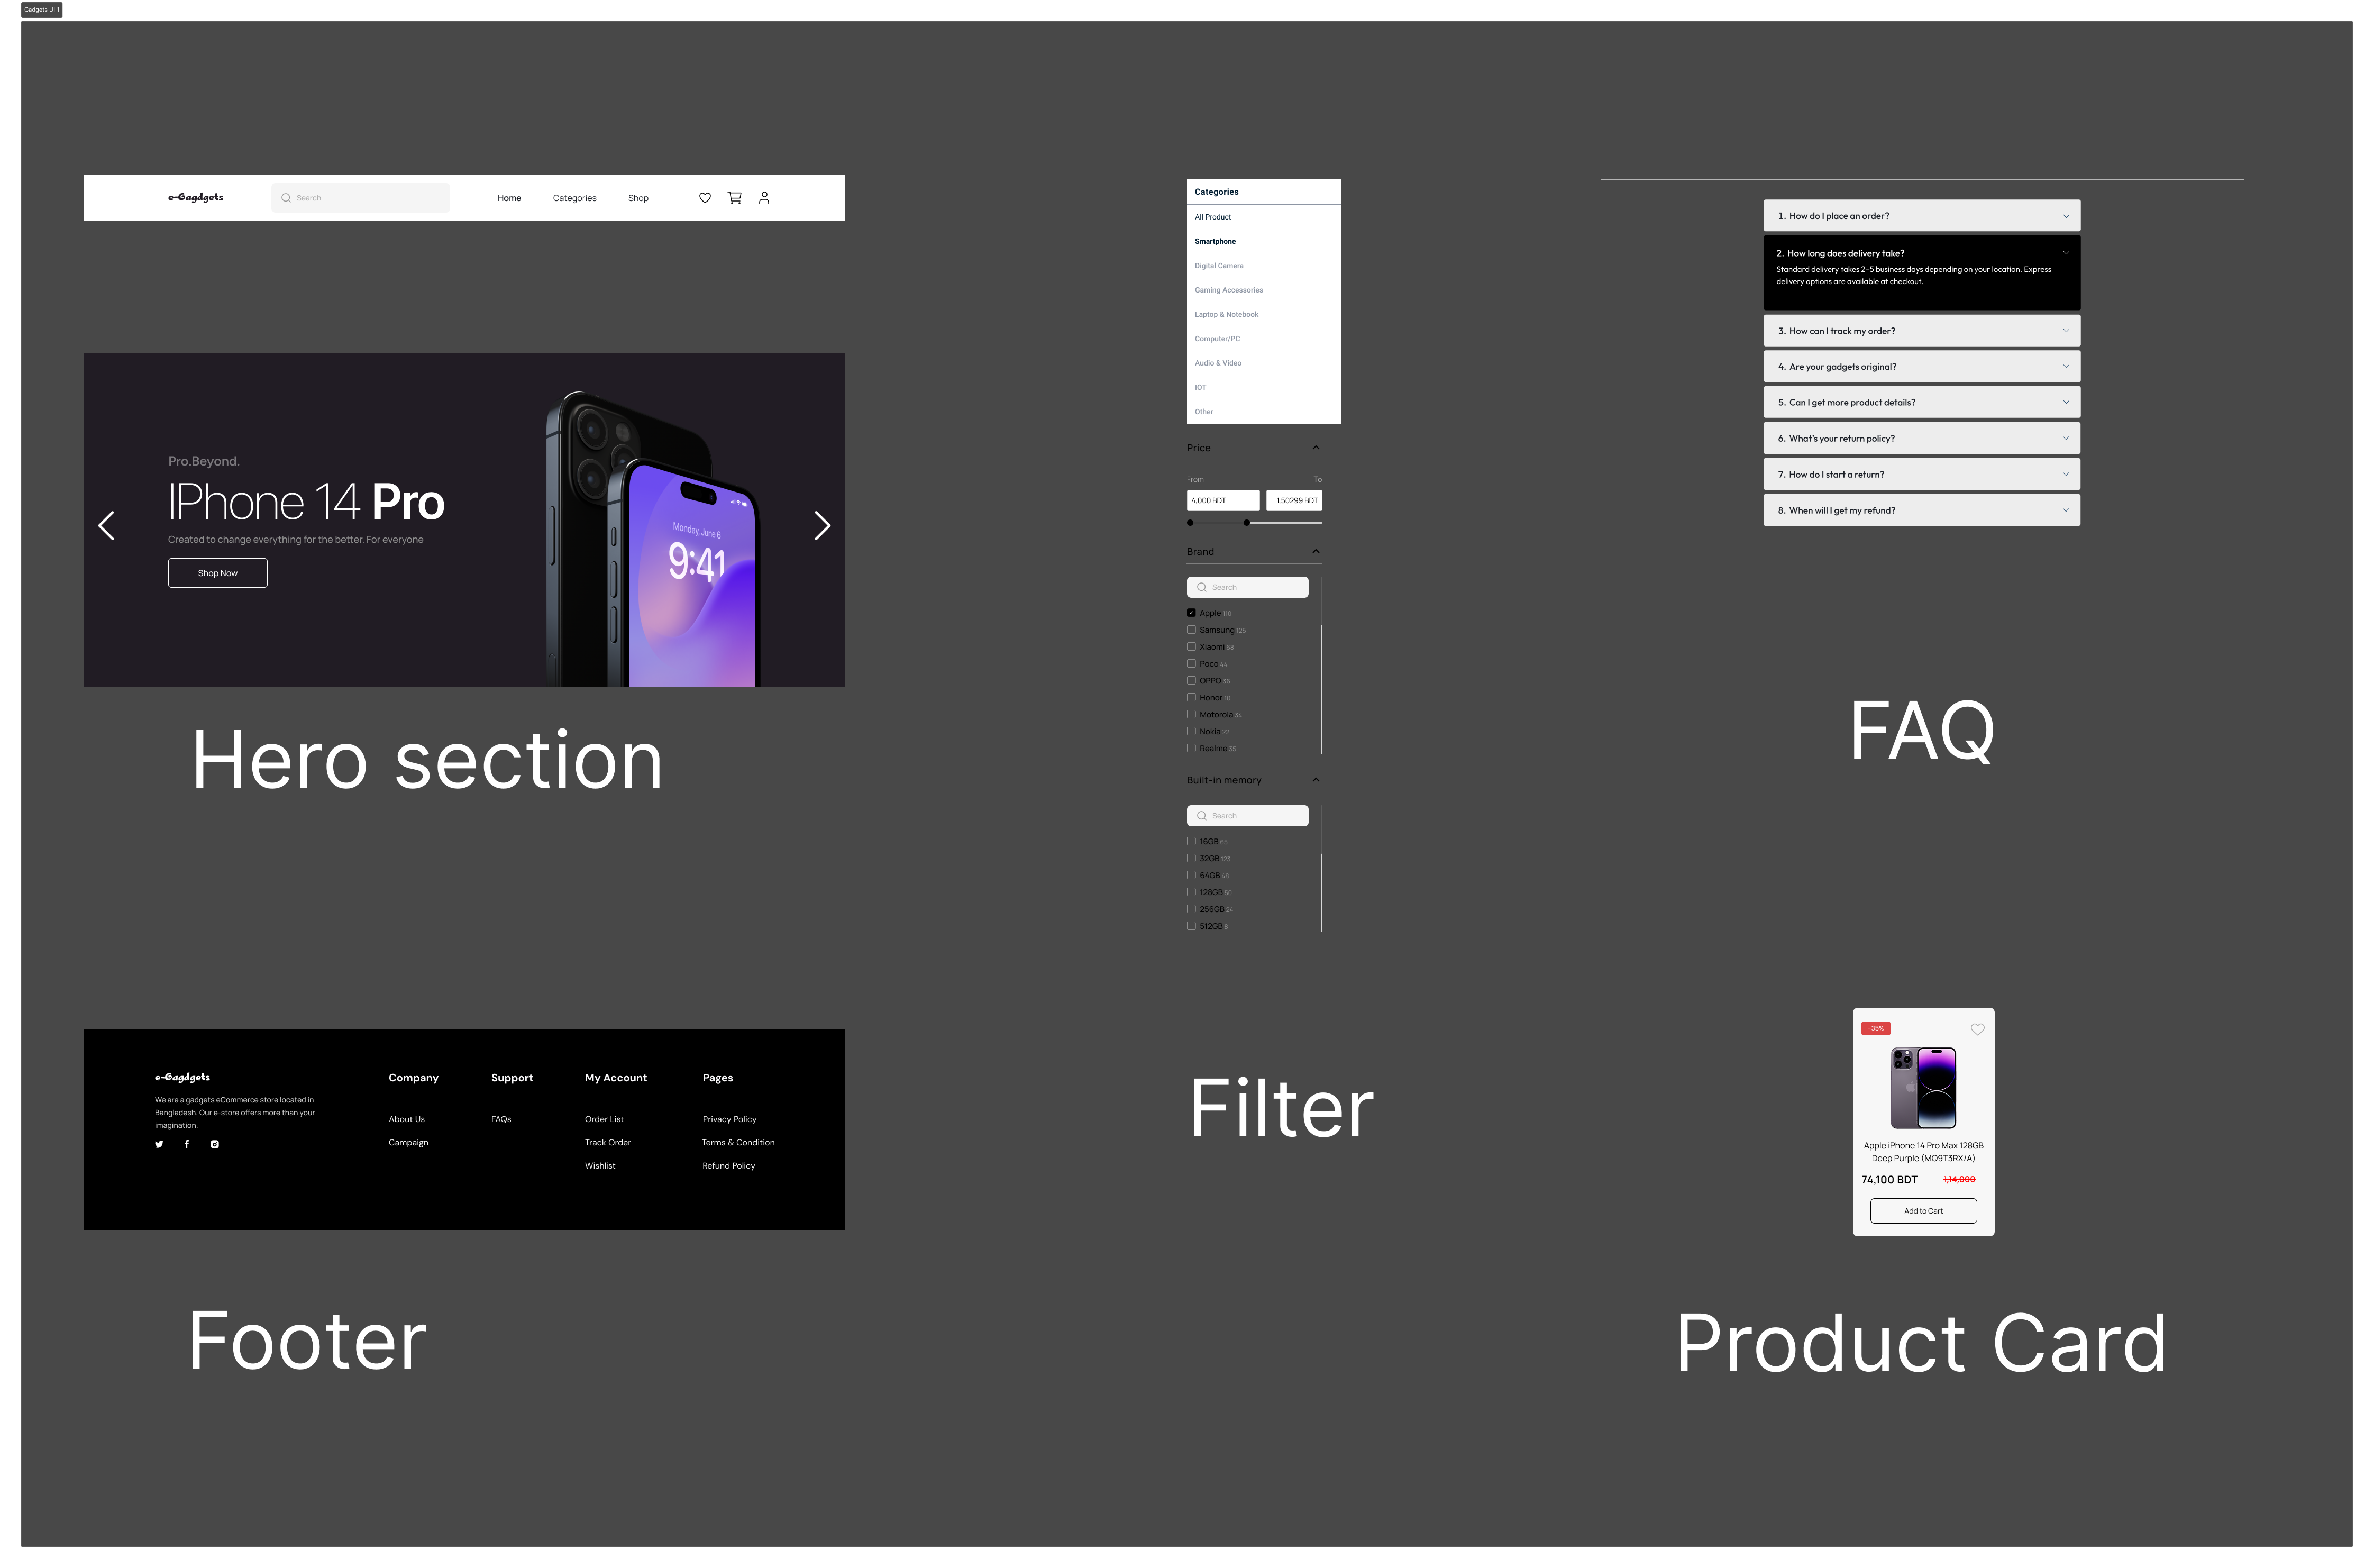 Gadgets UI 1
e-Gagdgets
Search
Home
Categories
Shop
Pro.Beyond.
IPhone 14 Pro
Created to change everything for the better. For everyone
Shop Now
Monday, June 6
9:41
Hero section
e-Gagdgets
We are a gadgets eCommerce store located in
Bangladesh. Our e-store offers more than your
imagination.
Company
About Us
Campaign
Support
FAQs
My Account
Order List
Track Order
Wishlist
Pages
Privacy Policy
Terms & Condition
Refund Policy
Footer
Categories
All Product
Smartphone
Digital Camera
Gaming Accessories
Laptop & Notebook
Computer/PC
Audio & Video
IOT
Other
Price
From To
4,000 BDT 1,50299 BDT
Brand
Search
Apple 110
Samsung 125
Xiaomi 68
Poco 44
OPPO 36
Honor 10
Motorola 34
Nokia 22
Realme 35
Built-in memory
Search
16GB 65
32GB 123
64GB 48
128GB 50
256GB 24
512GB 8
Filter
1. How do I place an order?
2. How long does delivery take?
Standard delivery takes 2–5 business days depending on your location. Express
delivery options are available at checkout.
3. How can I track my order?
4. Are your gadgets original?
5. Can I get more product details?
6. What's your return policy?
7. How do I start a return?
8. When will I get my refund?
FAQ
-35%
Apple iPhone 14 Pro Max 128GB
Deep Purple (MQ9T3RX/A)
74,100 BDT 1,14,000
Add to Cart
Product Card